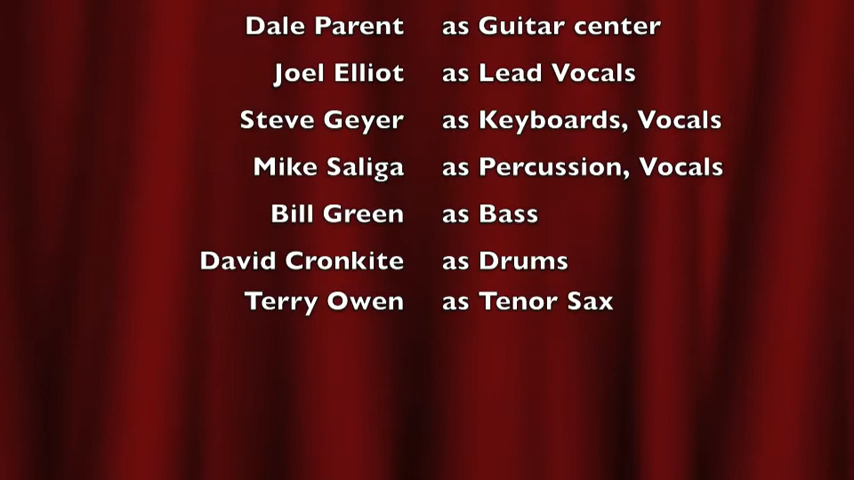 Dale Parent as Guitar center
Joel Elliot as Lead Vocals
Steve Geyer as Keyboards, Vocals
Mike Saliga as Percussion, Vocals
Bill Green as Bass
David Cronkite as Drums
Terry Owen as Tenor Sax